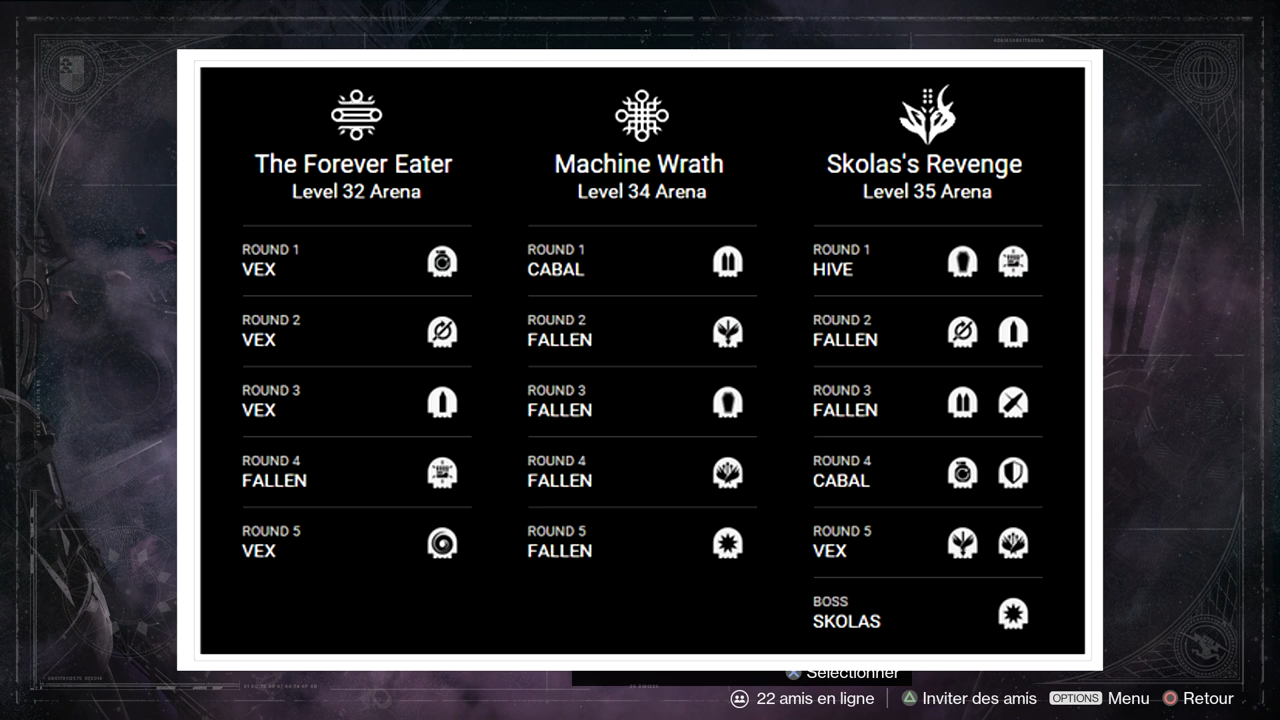 The Forever Eater
Level 32 Arena
ROUND 1
VEX
ROUND 2
VEX
ROUND 3
VEX
ROUND 4
FALLEN
ROUND 5
VEX
Machine Wrath
Level 34 Arena
ROUND 1
CABAL
ROUND 2
FALLEN
ROUND 3
FALLEN
ROUND 4
FALLEN
ROUND 5
FALLEN
Skolas's Revenge
Level 35 Arena
ROUND 1
HIVE
ROUND 2
FALLEN
ROUND 3
FALLEN
ROUND 4
CABAL
ROUND 5
VEX
BOSS
SKOLAS
Sélectionner
22 amis en ligne
Inviter des amis
OPTIONS Menu
Retour